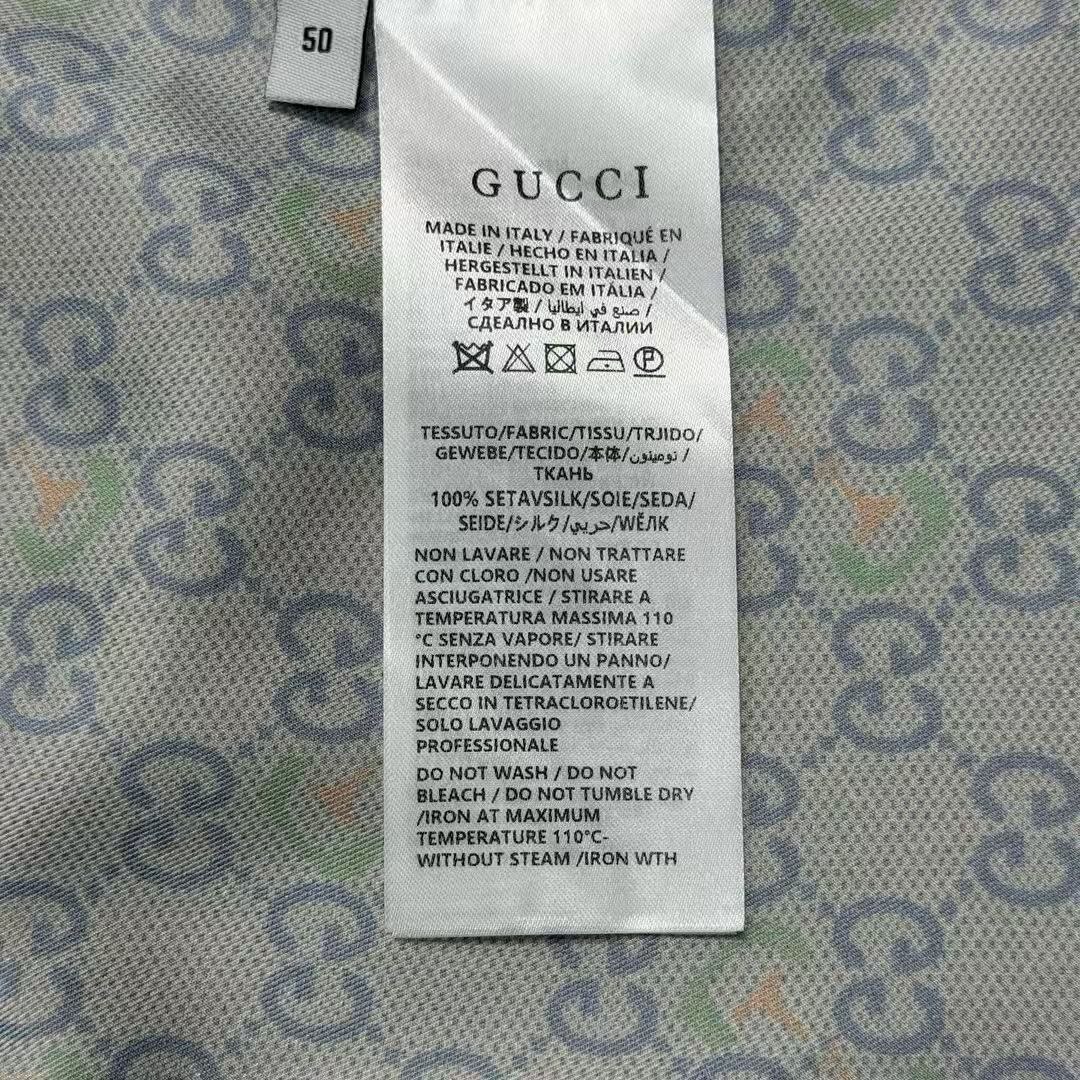 50
GUCCI
MADE IN ITALY / FABRIQUÉ EN
ITALIE / HECHO EN ITALIA /
HERGESTELLT IN ITALIEN /
FABRICADO EM ITALIA /
イタア製 / صنع في ايطاليا /
СДЕАЛНО В ИТАЛИИ
TESSUTO/FABRIC/TISSU/TRJIDO/
GEWEBE/TECIDO/本体/نومينون /
ТКАНЬ
100% SETAVSILK/SOIE/SEDA/
SEIDE/シルク/حريي/WЁЛК
NON LAVARE / NON TRATTARE
CON CLORO /NON USARE
ASCIUGATRICE / STIRARE A
TEMPERATURA MASSIMA 110
°C SENZA VAPORE/ STIRARE
INTERPONENDO UN PANNO/
LAVARE DELICATAMENTE A
SECCO IN TETRACLOROETILENE/
SOLO LAVAGGIO
PROFESSIONALE
DO NOT WASH / DO NOT
BLEACH / DO NOT TUMBLE DRY
/IRON AT MAXIMUM
TEMPERATURE 110°C-
WITHOUT STEAM /IRON WTH